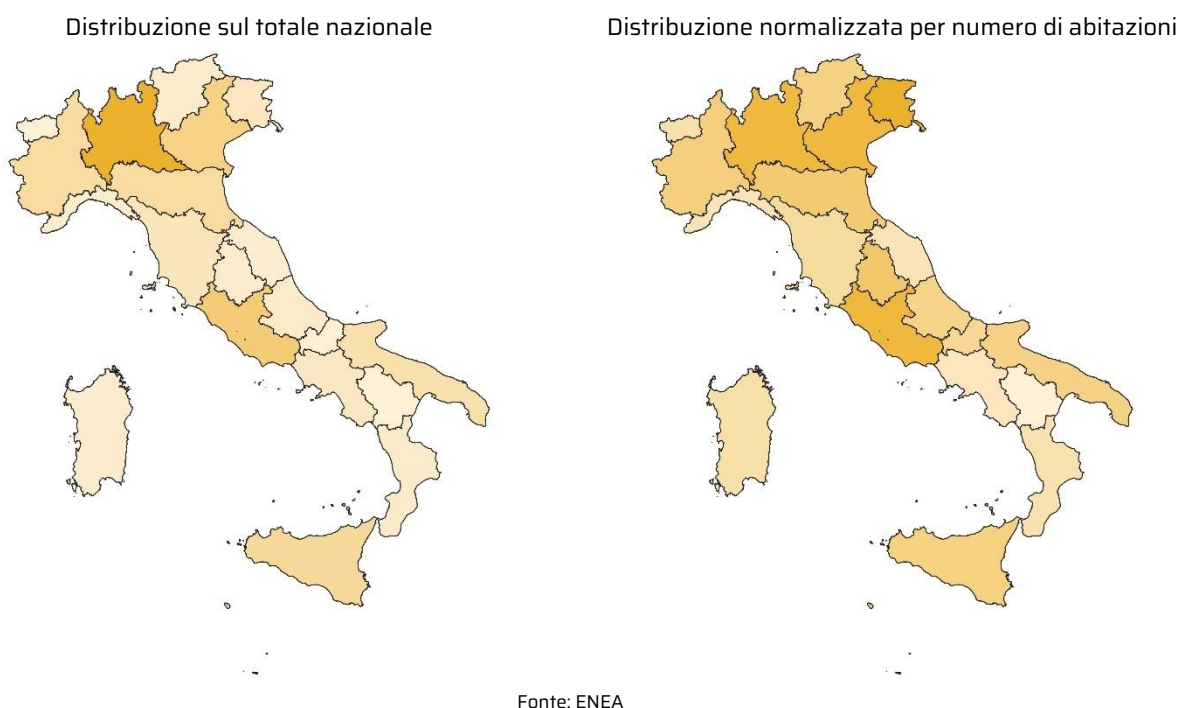 Distribuzione sul totale nazionale
Distribuzione normalizzata per numero di abitazioni
Fonte: ENEA